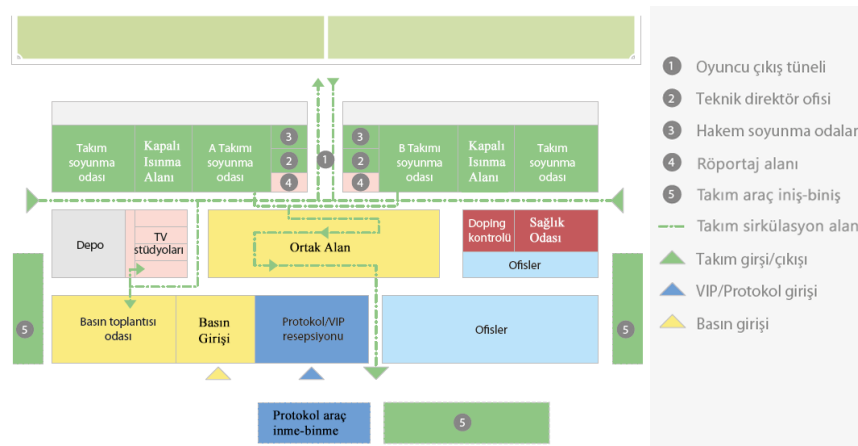 Takım
soyunma
odası
Kapalı
Isınma
Alanı
A Takımı
soyunma
odası
3
2
4
1
3
2
4
B Takımı
soyunma
odası
Kapalı
Isınma
Alanı
Takım
soyunma
odası
Depo
TV
stüdyoları
Ortak Alan
Doping
kontrolü
Sağlık
Odası
Ofisler
5
Basın toplantısı
odası
Basın
Girişi
Protokol/VIP
resepsiyonu
Ofisler
5
Protokol araç
inme-binme
5
1 Oyuncu çıkış tüneli
2 Teknik direktör ofisi
3 Hakem soyunma odalar
4 Röportaj alanı
5 Takım araç iniş-biniş
Takım sirkülasyon alan
Takım girşi/çıkışı
VIP/Protokol girişi
Basın girişi